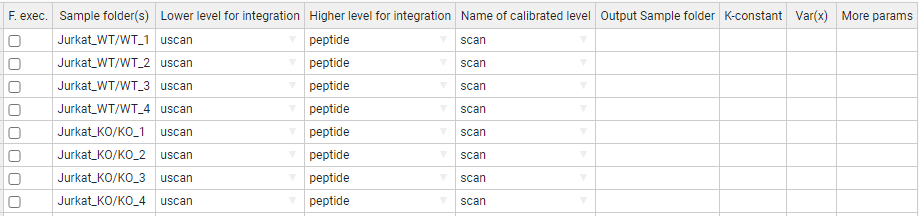 F. exec. Sample folder(s) Lower level for integration Higher level for integration Name of calibrated level Output Sample folder K-constant Var(x) More params
Jurkat_WT/WT_1 uscan peptide scan
Jurkat_WT/WT_2 uscan peptide scan
Jurkat_WT/WT_3 uscan peptide scan
Jurkat_WT/WT_4 uscan peptide scan
Jurkat_KO/KO_1 uscan peptide scan
Jurkat_KO/KO_2 uscan peptide scan
Jurkat_KO/KO_3 uscan peptide scan
Jurkat_KO/KO_4 uscan peptide scan